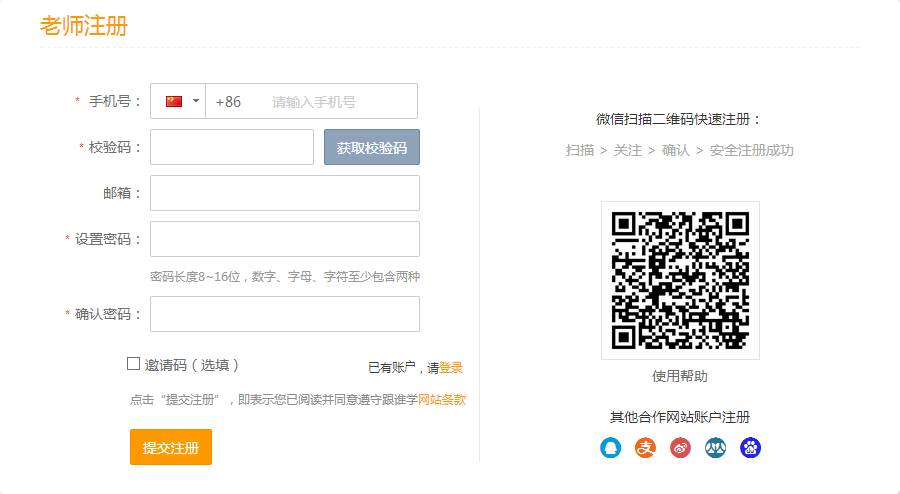 老师注册
* 手机号： +86 请输入手机号
* 校验码： 获取校验码
邮箱：
* 设置密码：
密码长度8~16位，数字、字母、字符至少包含两种
* 确认密码：
邀请码（选填） 已有账户，请登录
点击“提交注册”，即表示您已阅读并同意遵守跟谁学网站条款
提交注册
微信扫描二维码快速注册：
扫描 > 关注 > 确认 > 安全注册成功
使用帮助
其他合作网站账户注册
支